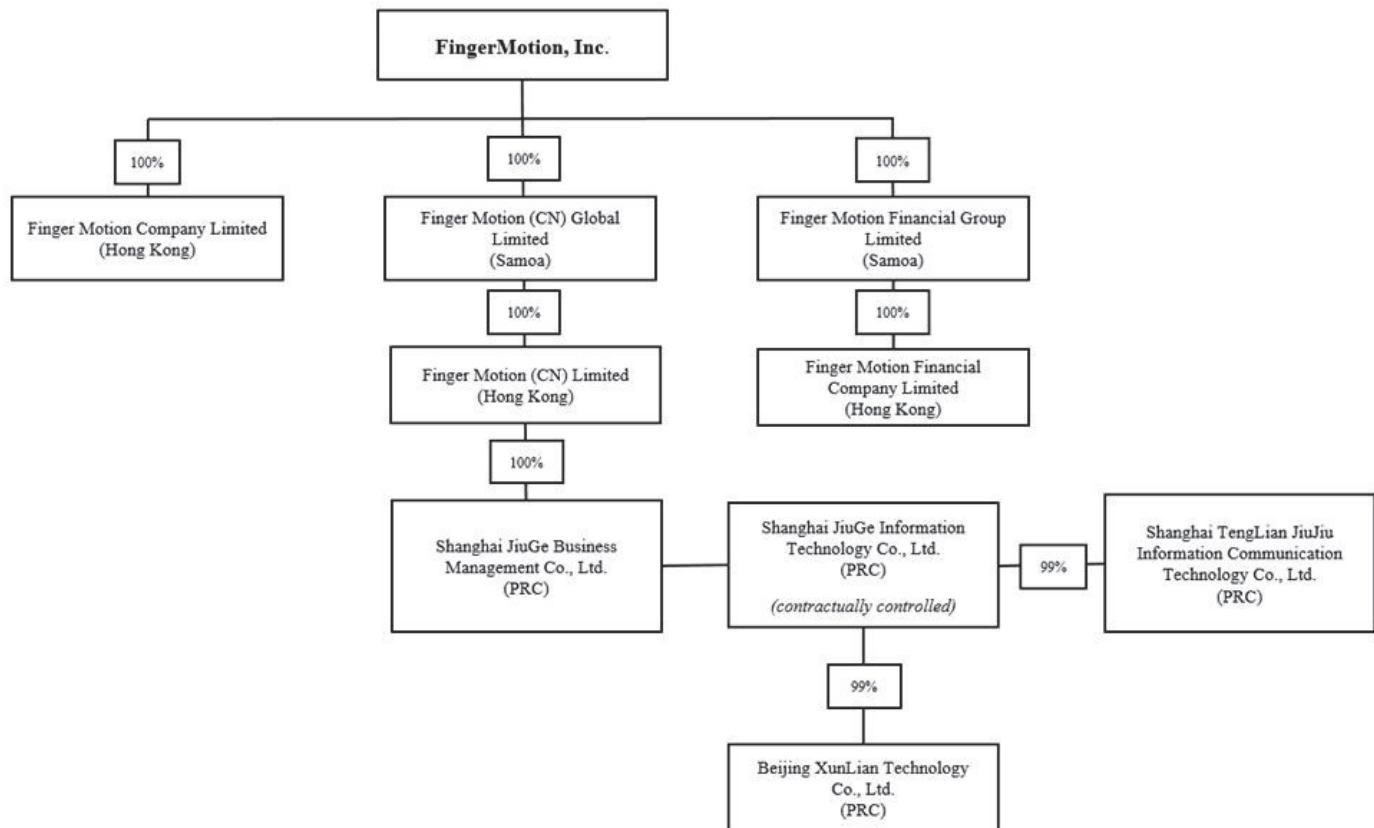 FingerMotion, Inc.
100%
100%
100%
Finger Motion Company Limited
(Hong Kong)
Finger Motion (CN) Global
Limited
(Samoa)
Finger Motion Financial Group
Limited
(Samoa)
100%
100%
Finger Motion (CN) Limited
(Hong Kong)
Finger Motion Financial
Company Limited
(Hong Kong)
100%
Shanghai JiuGe Business
Management Co., Ltd.
(PRC)
Shanghai JiuGe Information
Technology Co., Ltd.
(PRC)
(contractually controlled)
99%
Shanghai TengLian JiuJiu
Information Communication
Technology Co., Ltd.
(PRC)
99%
Beijing XunLian Technology
Co., Ltd.
(PRC)